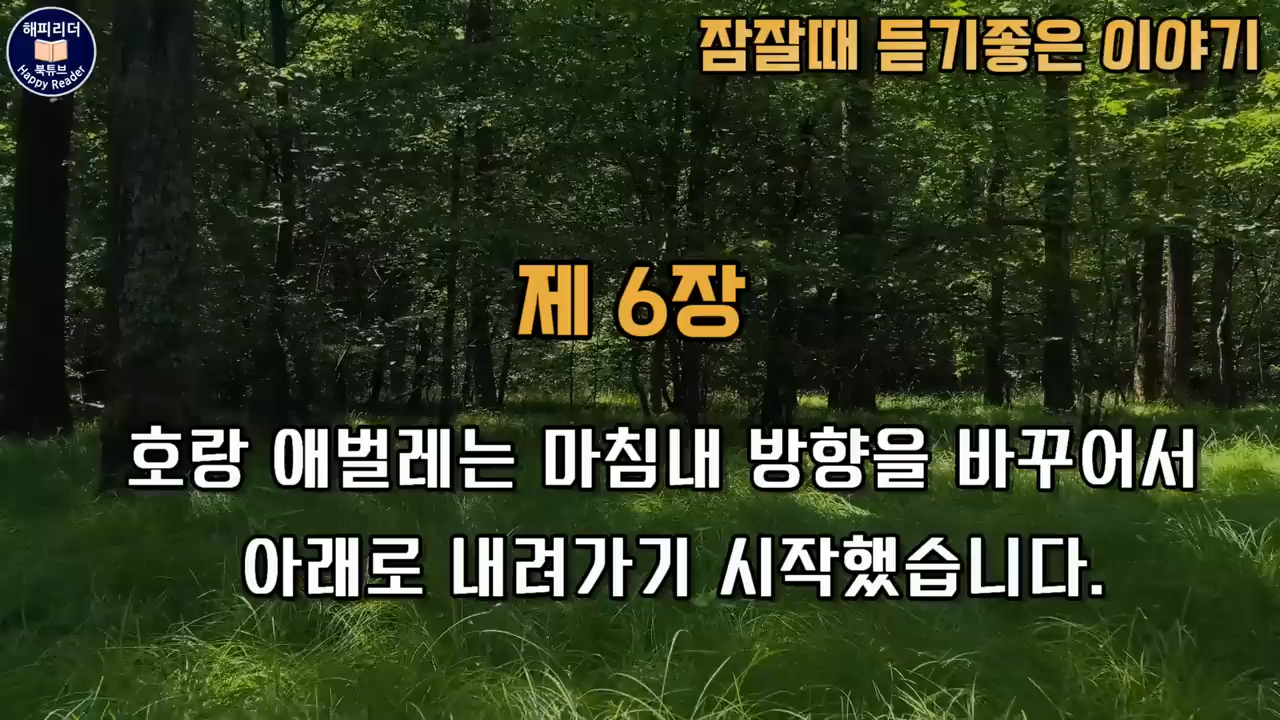 해피리더
북튜브
Happy Reader
잠잘때 듣기좋은 이야기
제 6장
호랑 애벌레는 마침내 방향을 바꾸어서
아래로 내려가기 시작했습니다.